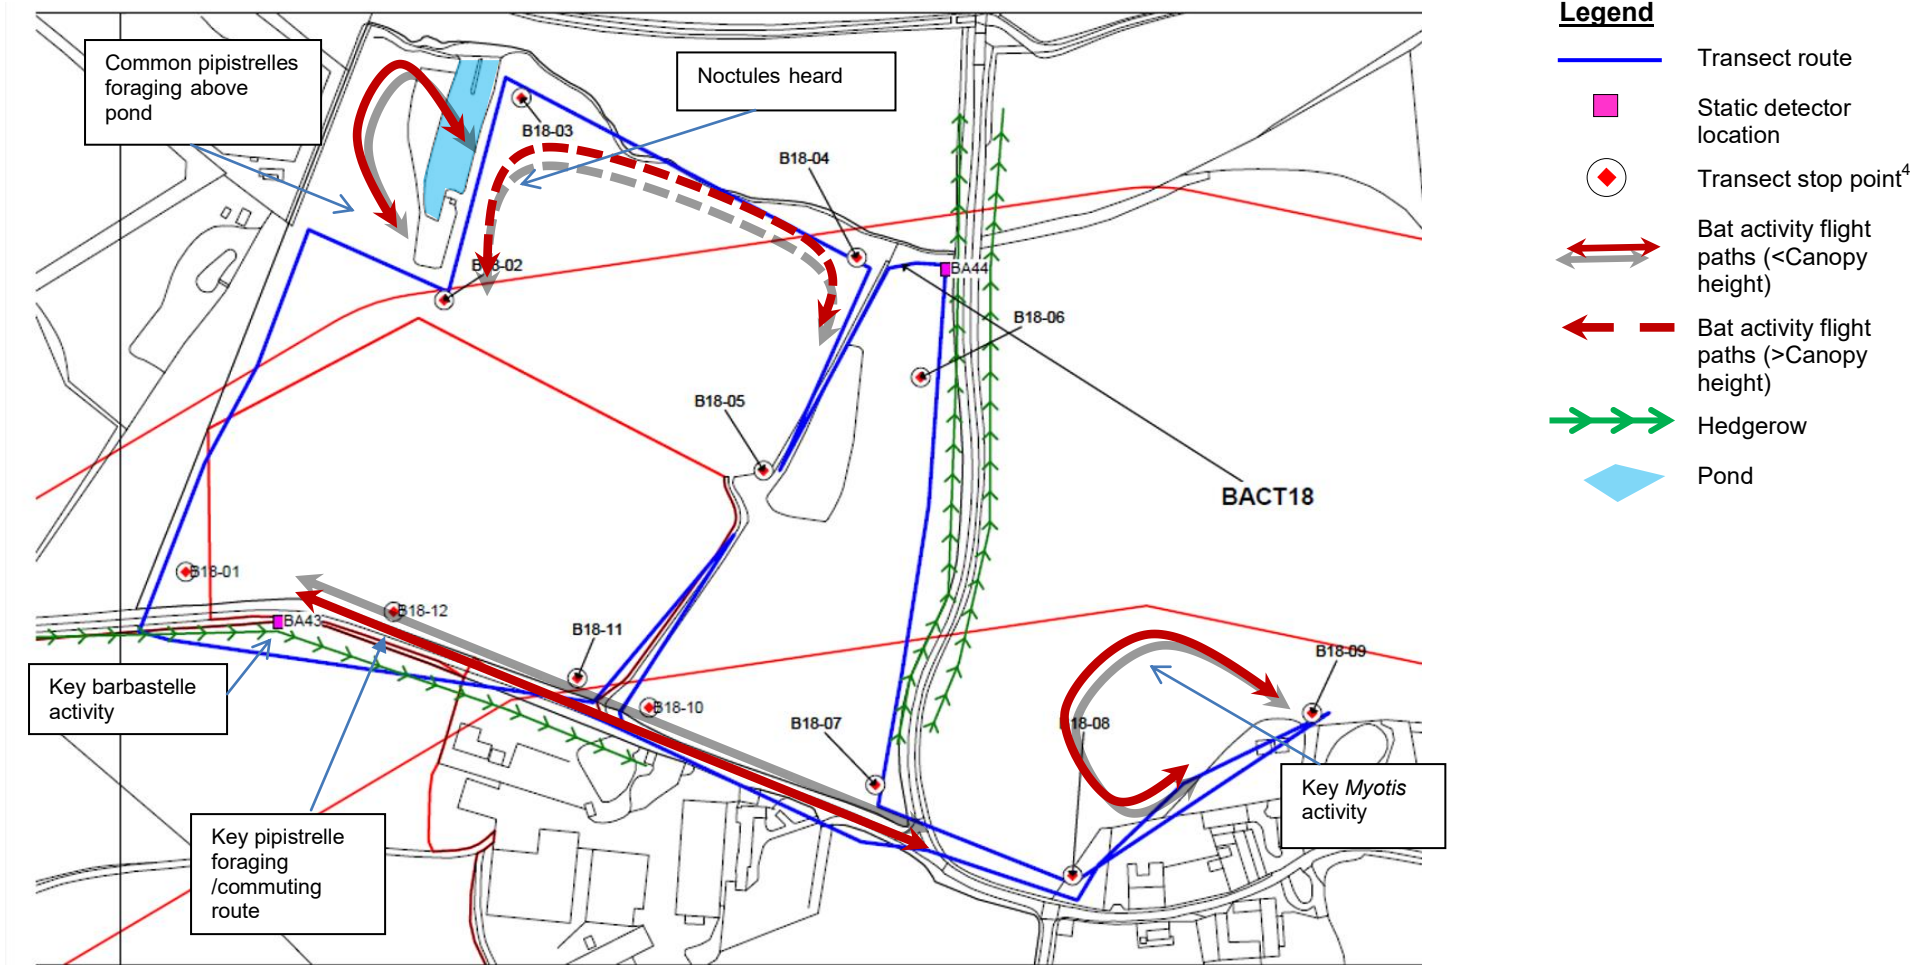 Legend
Transect route
Static detector
location
Transect stop point4
Bat activity flight
paths (<Canopy
height)
Bat activity flight
paths (>Canopy
height)
Hedgerow
Pond
Common pipistrelles
foraging above
pond
Noctules heard
B18-03
B18-04
B18-02
BA44
B18-06
B18-05
BACT18
B18-01
B18-12
BA43
B18-11
B18-10
B18-07
18-08
B18-09
Key barbastelle
activity
Key pipistrelle
foraging
/commuting
route
Key Myotis
activity